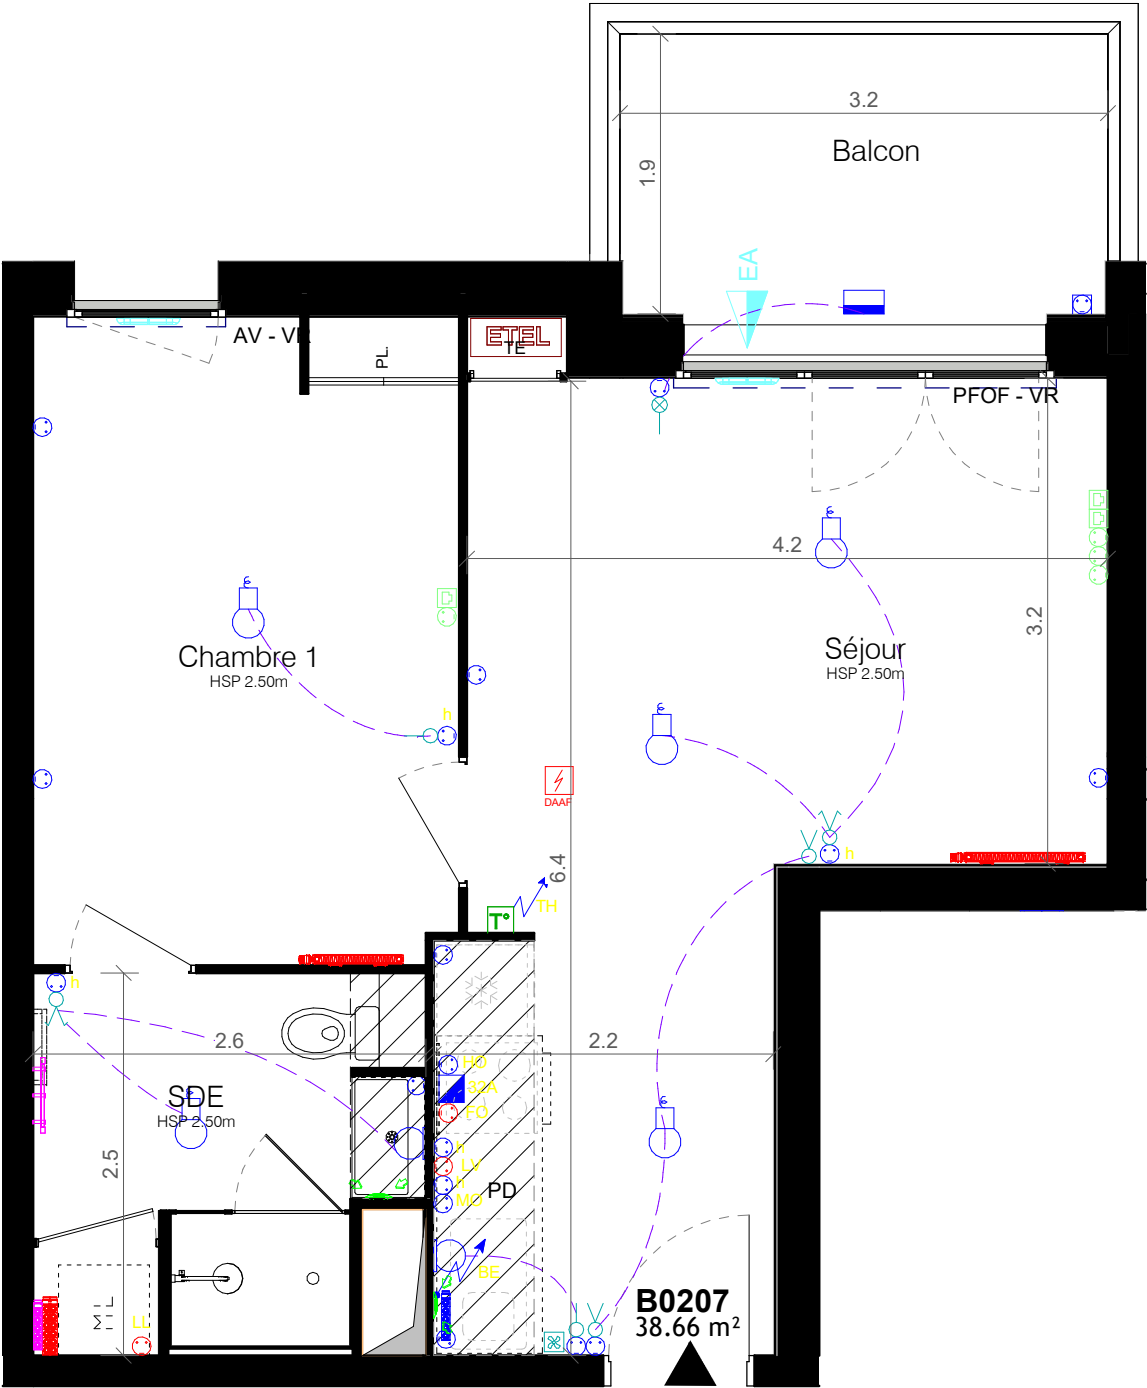 3.2
Balcon
1.9
EA
AV - VR
PL.
ETEL
TE
PFOF - VR
4.2
3.2
Chambre 1
HSP 2.50m
Séjour
HSP 2.50m
h
DAAF
h
6.4
T°
TH
h
2.6
2.2
HO
32A
FO
SDE
HSP 2.50m
2.5
h
LV
h
MO
PD
BE
LL
B0207
38.66 m²